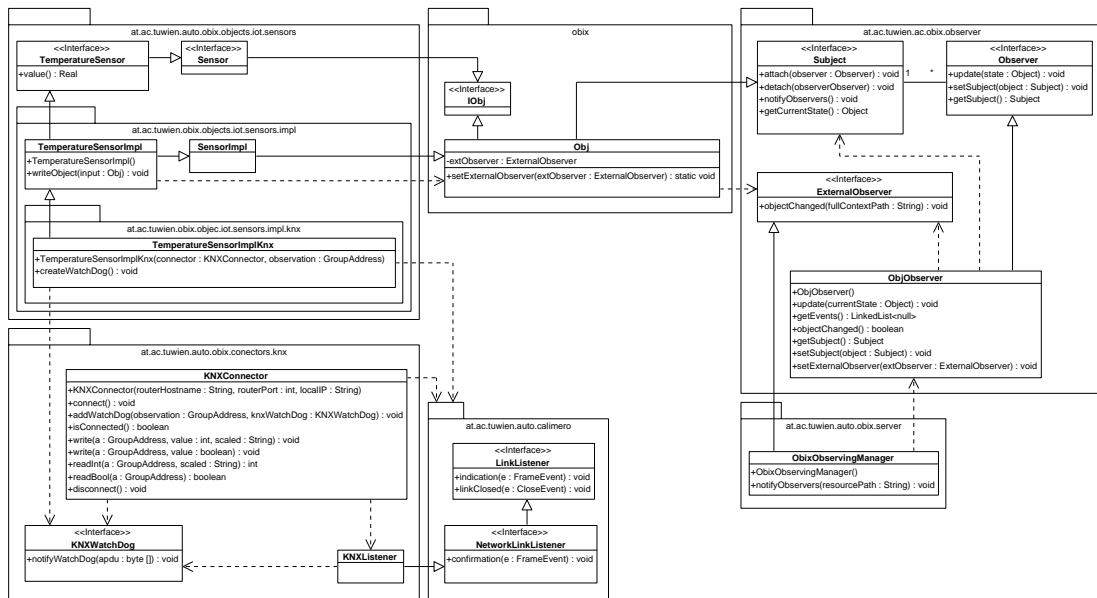 at.ac.tuwien.auto.obix.objects.iot.sensors
<<Interface>>
TemperatureSensor
+value() : Real
<<Interface>>
Sensor
at.ac.tuwien.obix.objects.iot.sensors.impl
TemperatureSensorImpl
+TemperatureSensorImpl()
+writeObject(input : Obj) : void
SensorImpl
at.ac.tuwien.obix.objec.iot.sensors.impl.knx
TemperatureSensorImplKnx
+TemperatureSensorImplKnx(connector : KNXConnector, observation : GroupAddress)
+createWatchDog() : void
obix
<<Interface>>
IObj
Obj
-extObserver : ExternalObserver
+setExternalObserver(extObserver : ExternalObserver) : static void
at.ac.tuwien.ac.obix.observer
<<Interface>>
Subject
+attach(observer : Observer) : void
+detach(observerObserver) : void
+notifyObservers() : void
+getCurrentState() : Object
1
*
<<Interface>>
Observer
+update(state : Object) : void
+setSubject(object : Subject) : void
+getSubject() : Subject
<<Interface>>
ExternalObserver
+objectChanged(fullContextPath : String) : void
ObjObserver
+ObjObserver()
+update(currentState : Object) : void
+getEvents() : LinkedList<null>
+objectChanged() : boolean
+getSubject() : Subject
+setSubject(object : Subject) : void
+setExternalObserver(extObserver : ExternalObserver) : void
at.ac.tuwien.auto.obix.conectors.knx
KNXConnector
+KNXConnector(routerHostname : String, routerPort : int, localIP : String)
+connect() : void
+addWatchDog(observation : GroupAddress, knxWatchDog : KNXWatchDog) : void
+isConnected() : boolean
+write(a : GroupAddress, value : int, scaled : String) : void
+write(a : GroupAddress, value : boolean) : void
+readInt(a : GroupAddress, scaled : String) : int
+readBool(a : GroupAddress) : boolean
+disconnect() : void
<<Interface>>
KNXWatchDog
+notifyWatchDog(apdu : byte []) : void
KNXListener
at.ac.tuwien.auto.calimero
<<Interface>>
LinkListener
+indication(e : FrameEvent) : void
+linkClosed(e : CloseEvent) : void
<<Interface>>
NetworkLinkListener
+confirmation(e : FrameEvent) : void
at.ac.tuwien.auto.obix.server
ObixObservingManager
+ObixObservingManager()
+notifyObservers(resourcePath : String) : void